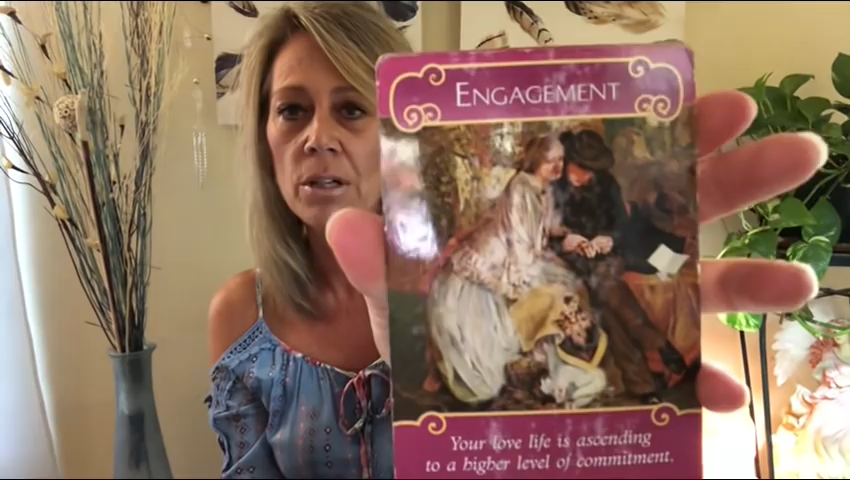 ENGAGEMENT
Your love life is ascending
to a higher level of commitment.